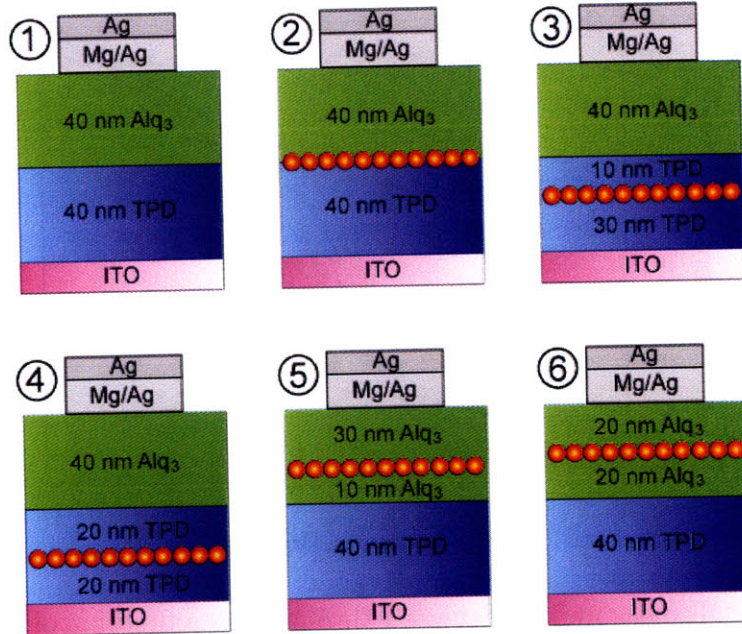 ①
Ag
Mg/Ag
40 nm Alq₃
40 nm TPD
ITO
②
Ag
Mg/Ag
40 nm Alq₃
40 nm TPD
ITO
③
Ag
Mg/Ag
40 nm Alq₃
10 nm TPD
30 nm TPD
ITO
④
Ag
Mg/Ag
40 nm Alq₃
20 nm TPD
20 nm TPD
ITO
⑤
Ag
Mg/Ag
30 nm Alq₃
10 nm Alq₃
40 nm TPD
ITO
⑥
Ag
Mg/Ag
20 nm Alq₃
20 nm Alq₃
40 nm TPD
ITO